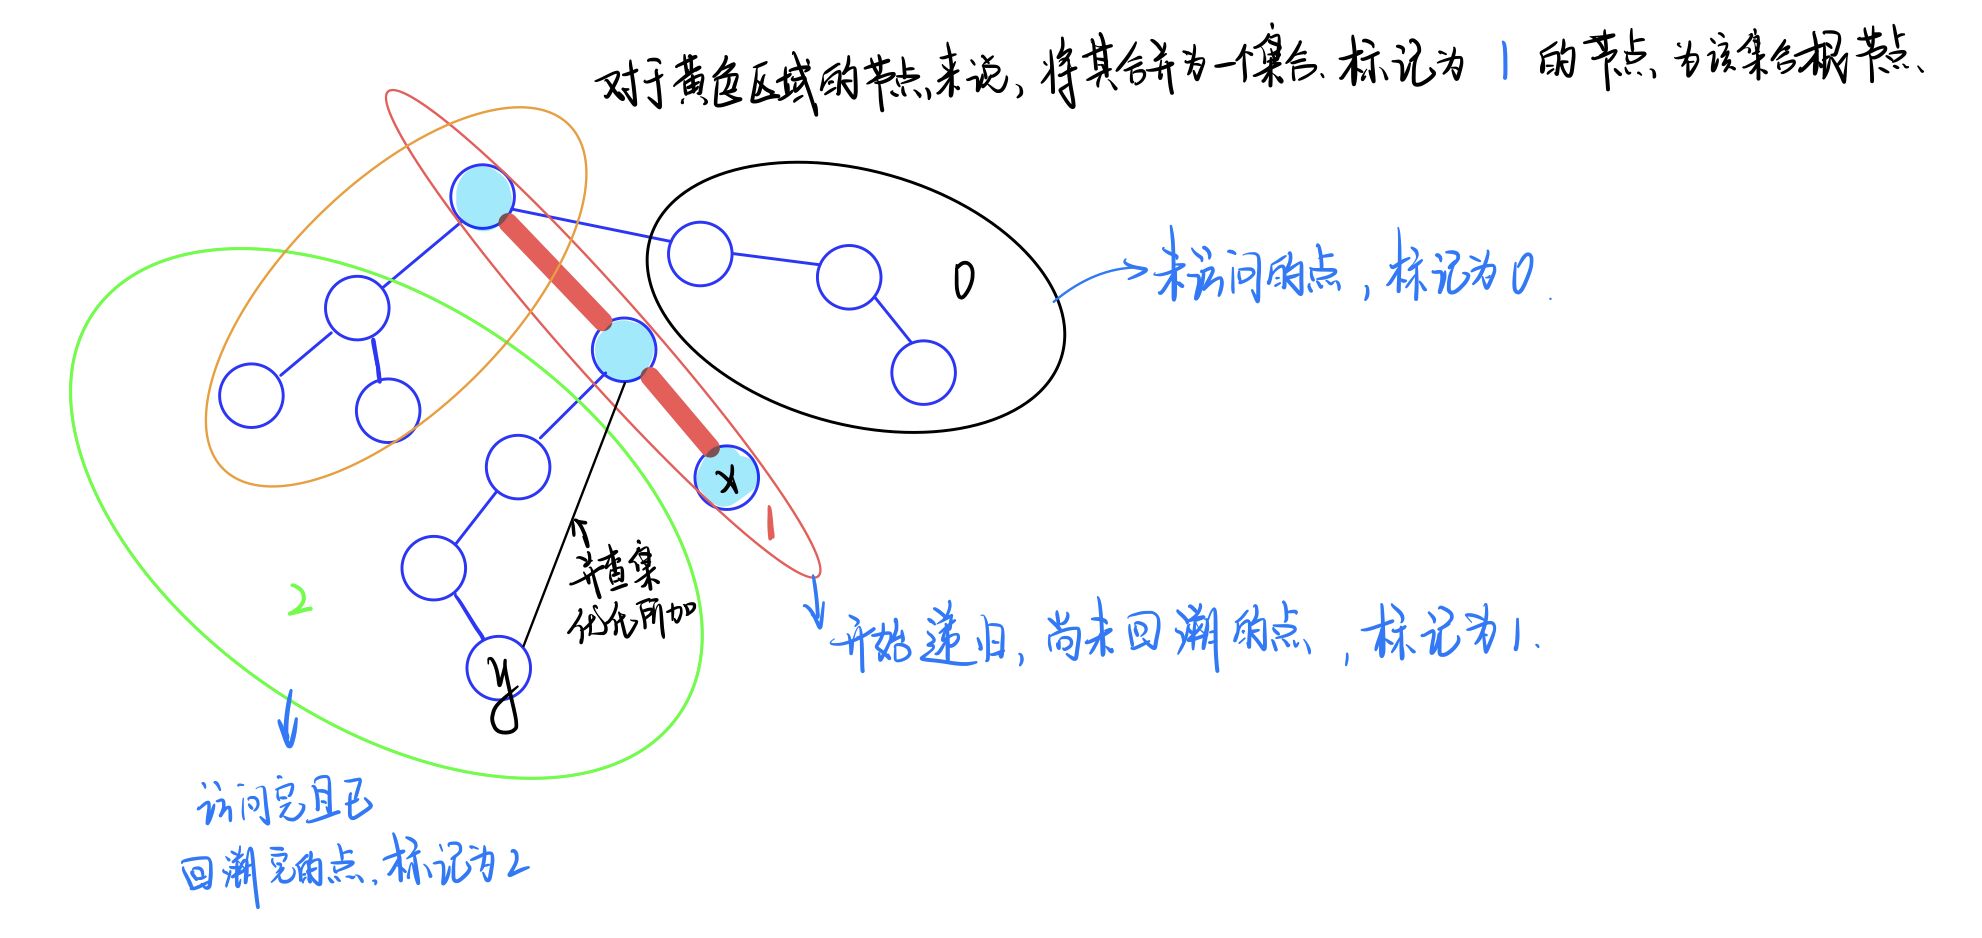 对于黄色区域的节点来说,将其合并为一个集合.标记为 1 的节点为该集合根节点.
0
未访问的点,标记为0.
x
1
并查集
优化所加
2
开始递归,尚未回溯的点,标记为1.
y
访问完且已
回溯完的点.标记为2